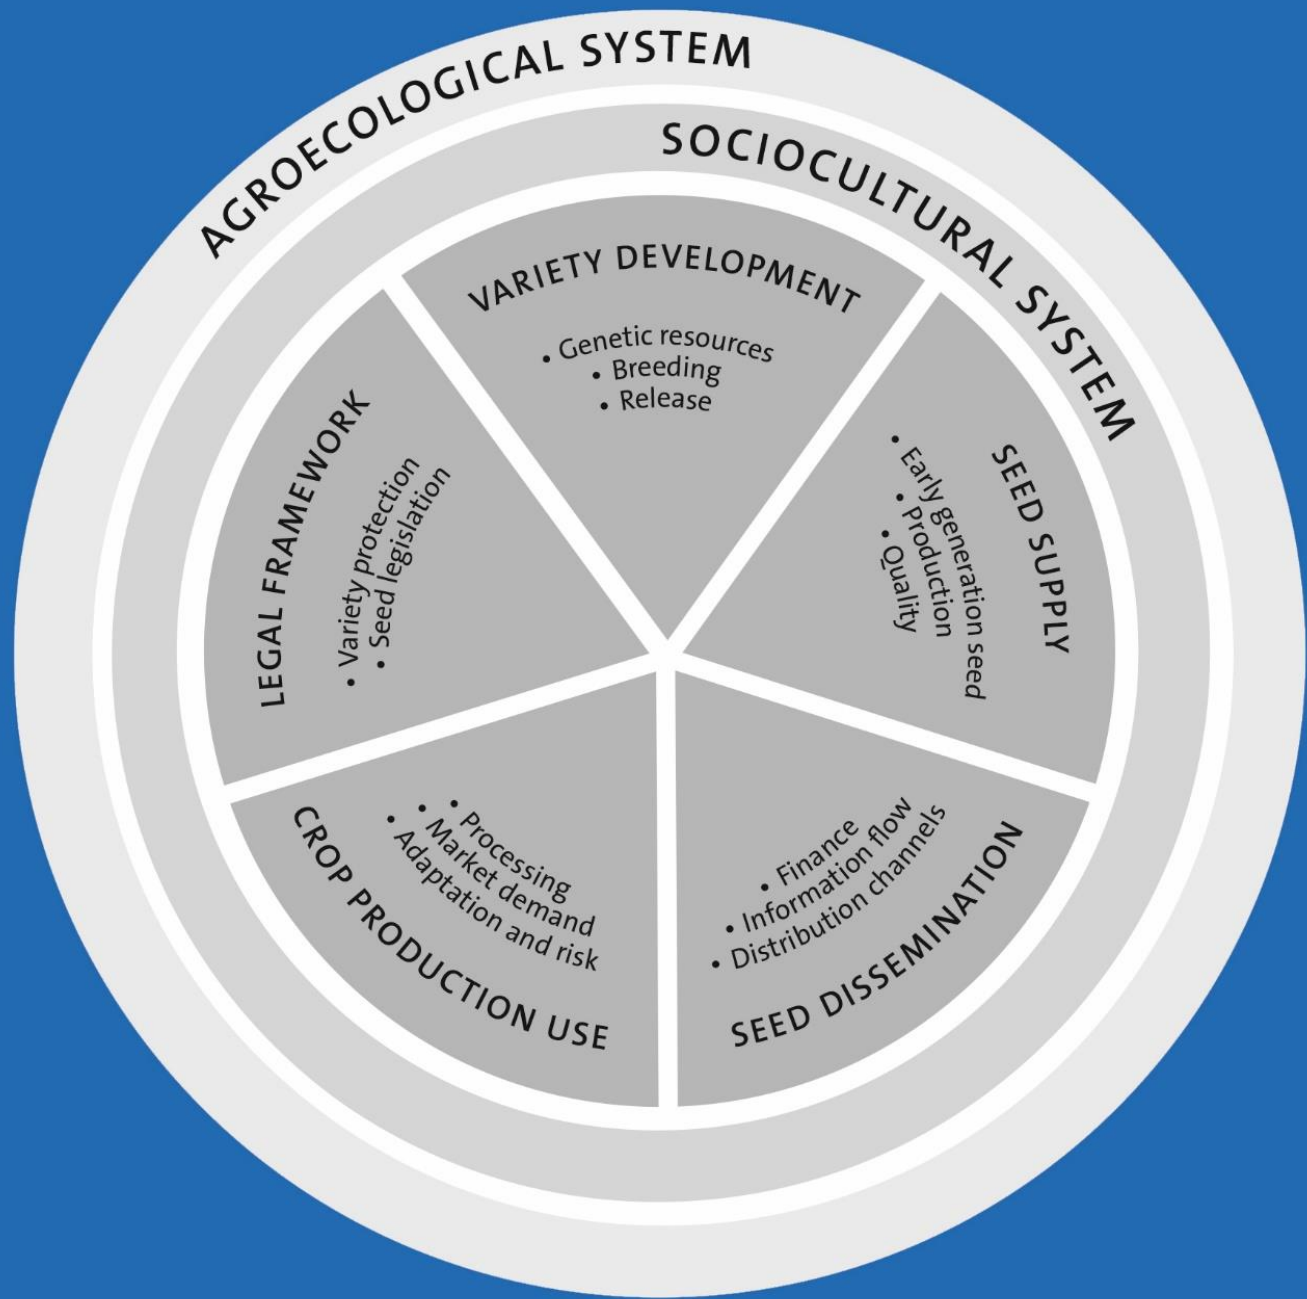 AGROECOLOGICAL SYSTEM
SOCIOCULTURAL SYSTEM
VARIETY DEVELOPMENT
• Genetic resources
• Breeding
• Release
SEED SUPPLY
• Early generation seed
• Production
• Quality
SEED DISSEMINATION
• Finance
• Information flow
• Distribution channels
CROP PRODUCTION USE
• Processing
• Market demand
• Adaptation and risk
LEGAL FRAMEWORK
• Variety protection
• Seed legislation